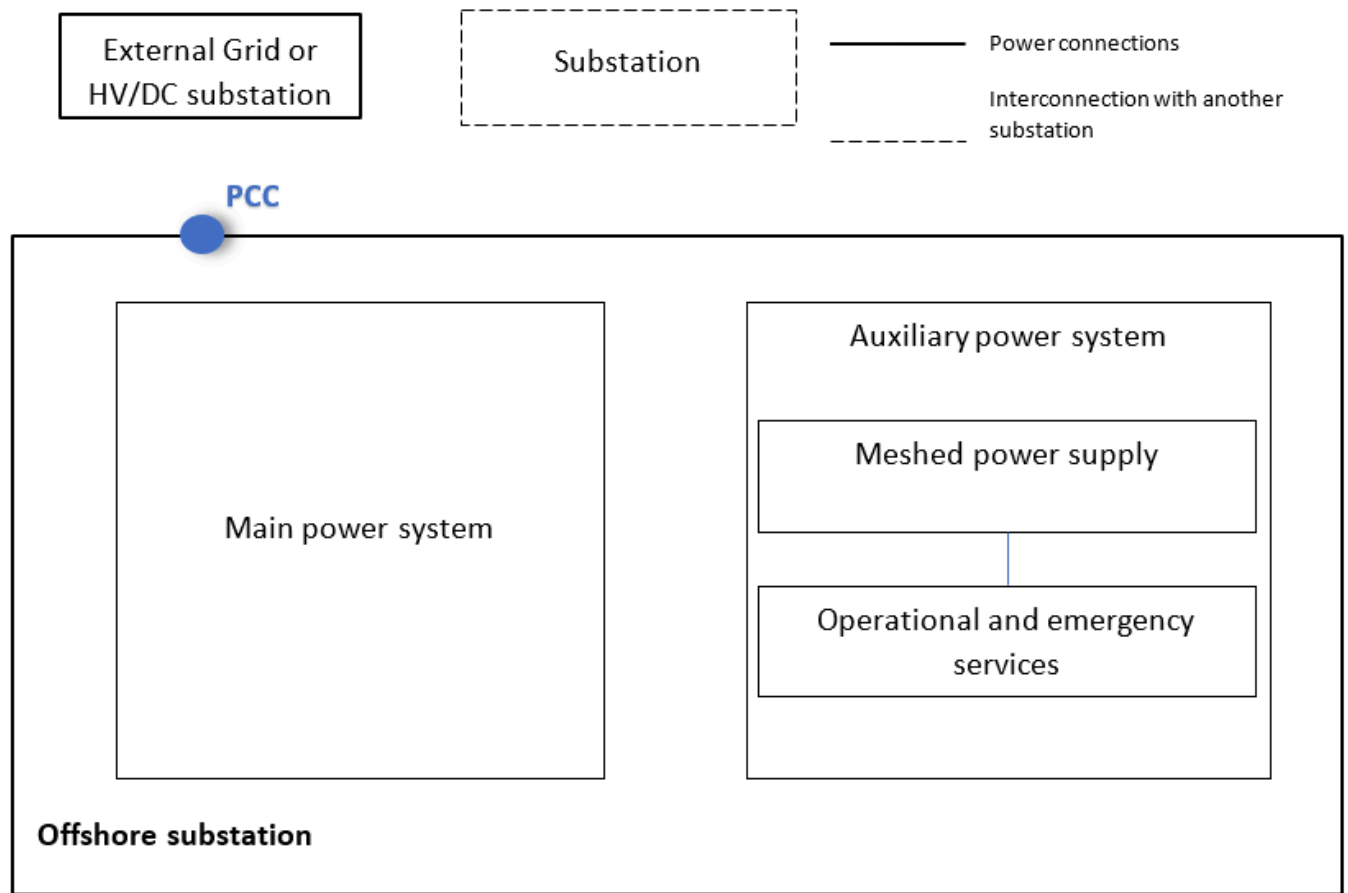 External Grid or
HV/DC substation
Substation
Power connections
Interconnection with another
substation
PCC
Auxiliary power system
Meshed power supply
Main power system
Operational and emergency
services
Offshore substation